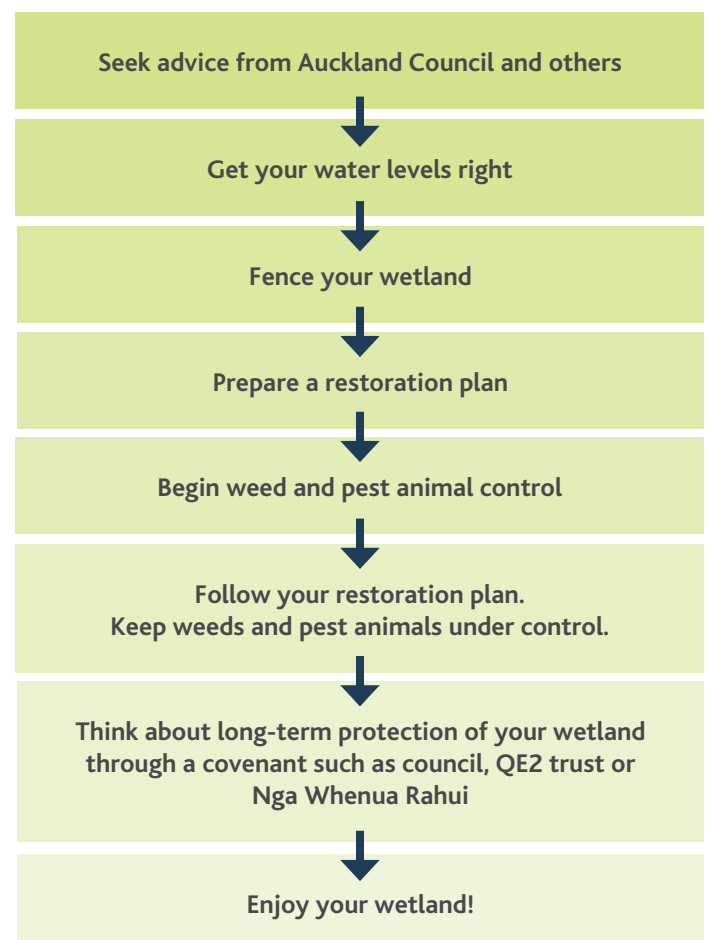 Seek advice from Auckland Council and others
Get your water levels right
Fence your wetland
Prepare a restoration plan
Begin weed and pest animal control
Follow your restoration plan.
Keep weeds and pest animals under control.
Think about long-term protection of your wetland
through a covenant such as council, QE2 trust or
Nga Whenua Rahui
Enjoy your wetland!